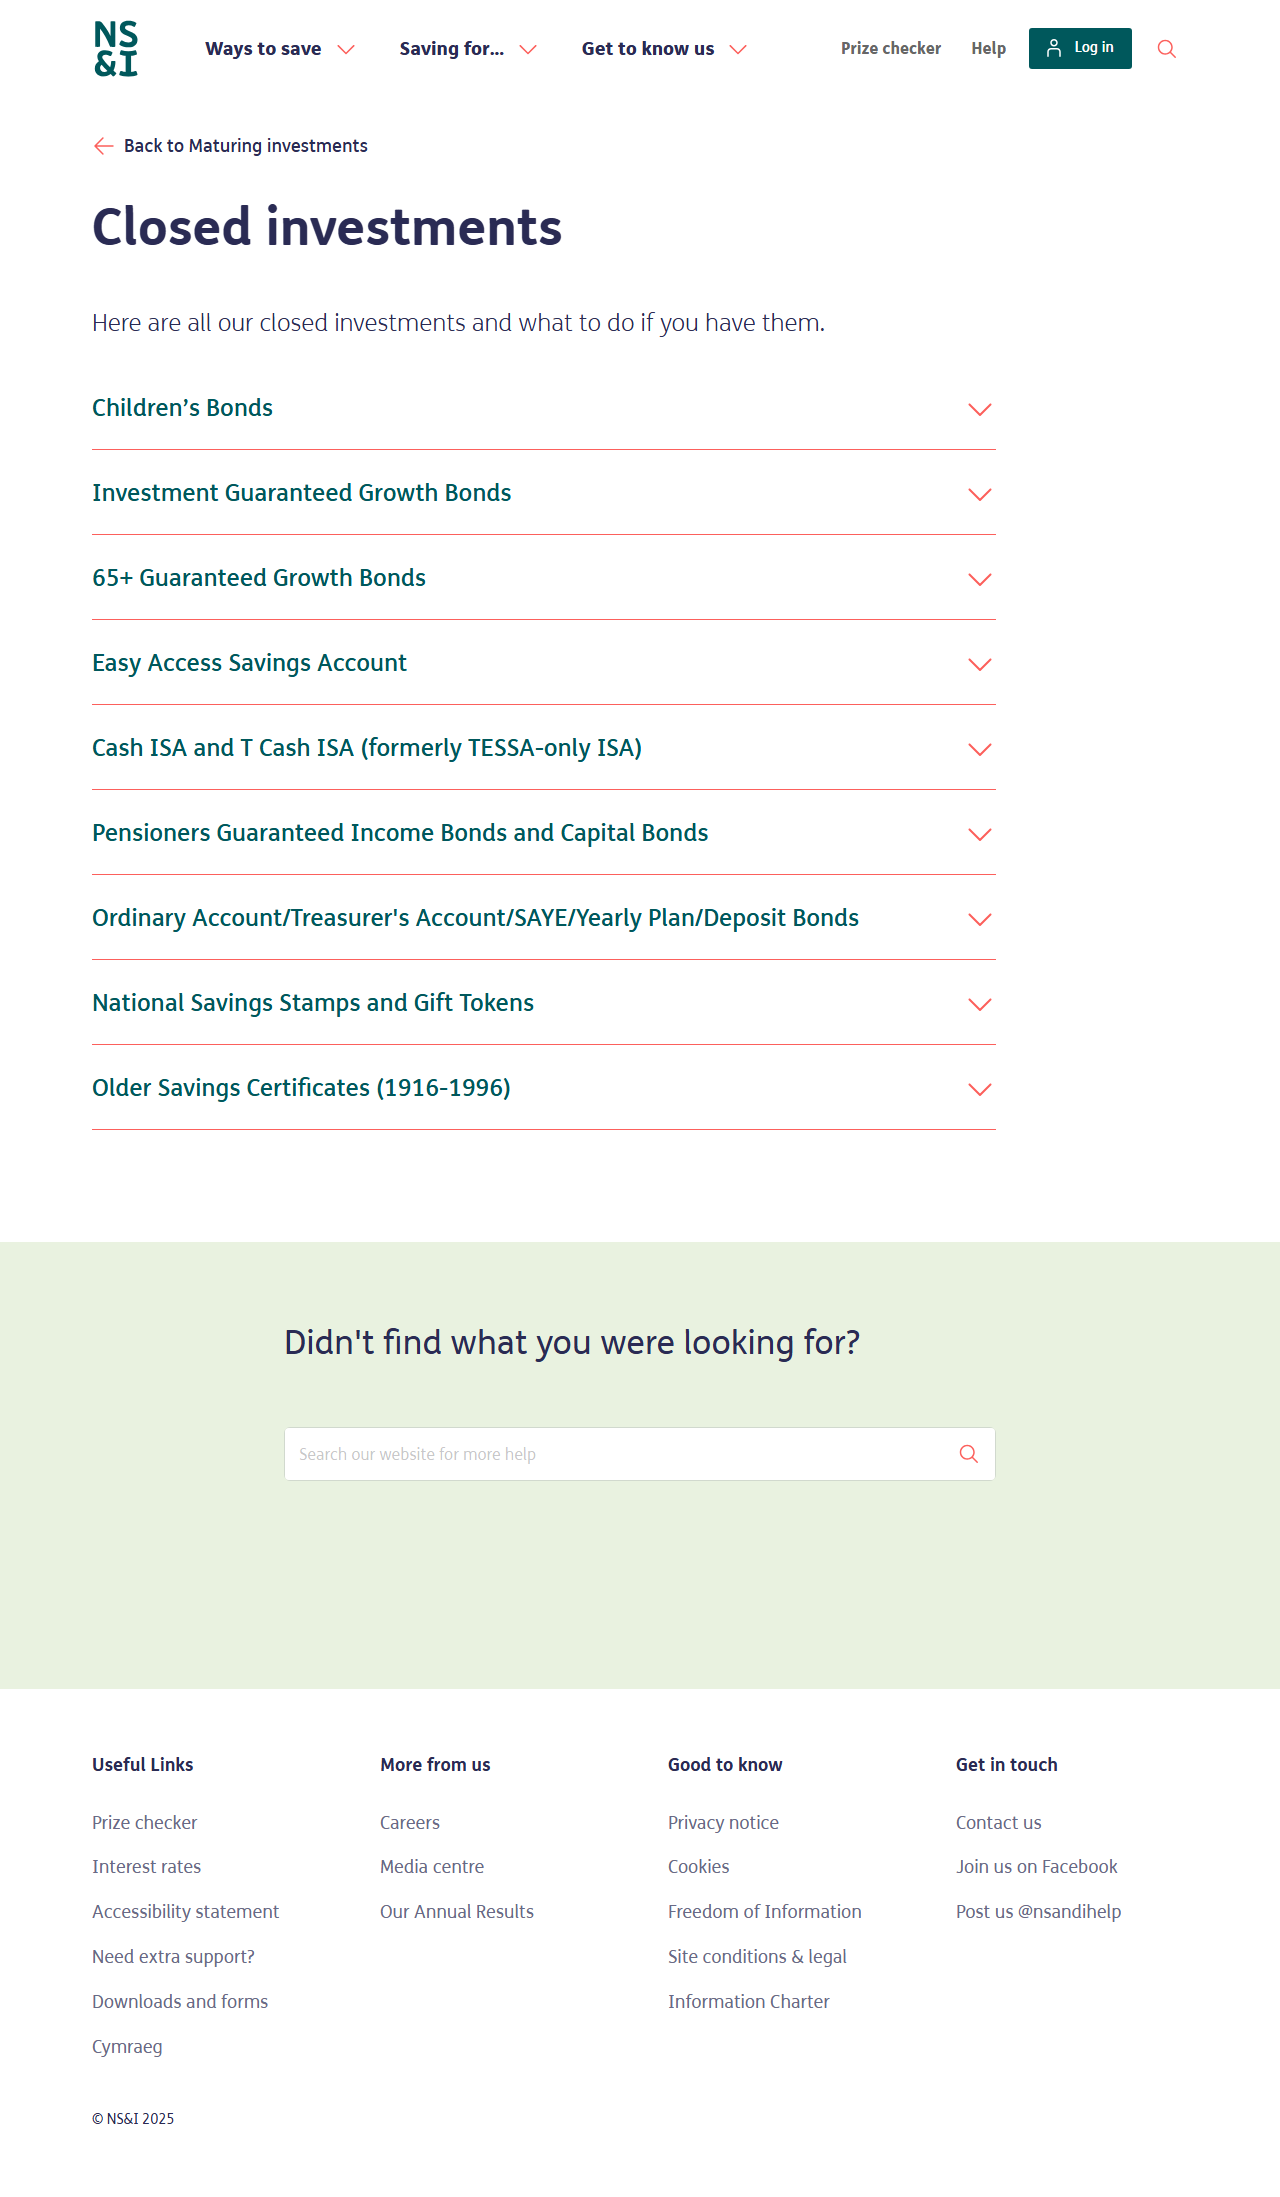 NS
&I
Ways to save
Saving for...
Get to know us
Prize checker
Help
Log in
Back to Maturing investments
Closed investments
Here are all our closed investments and what to do if you have them.
Children’s Bonds
Investment Guaranteed Growth Bonds
65+ Guaranteed Growth Bonds
Easy Access Savings Account
Cash ISA and T Cash ISA (formerly TESSA-only ISA)
Pensioners Guaranteed Income Bonds and Capital Bonds
Ordinary Account/Treasurer's Account/SAYE/Yearly Plan/Deposit Bonds
National Savings Stamps and Gift Tokens
Older Savings Certificates (1916-1996)
Didn't find what you were looking for?
Search our website for more help
Useful Links
Prize checker
Interest rates
Accessibility statement
Need extra support?
Downloads and forms
Cymraeg
More from us
Careers
Media centre
Our Annual Results
Good to know
Privacy notice
Cookies
Freedom of Information
Site conditions & legal
Information Charter
Get in touch
Contact us
Join us on Facebook
Post us @nsandihelp
© NS&I 2025